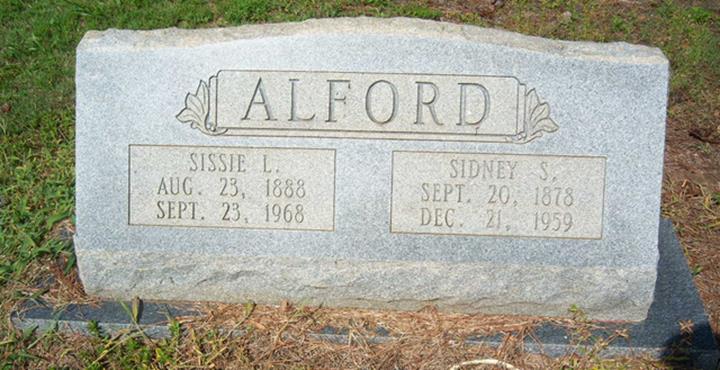 ALFORD
SISSIE L.
AUG. 23, 1888
SEPT. 23, 1968
SIDNEY S.
SEPT. 20, 1878
DEC. 21, 1959